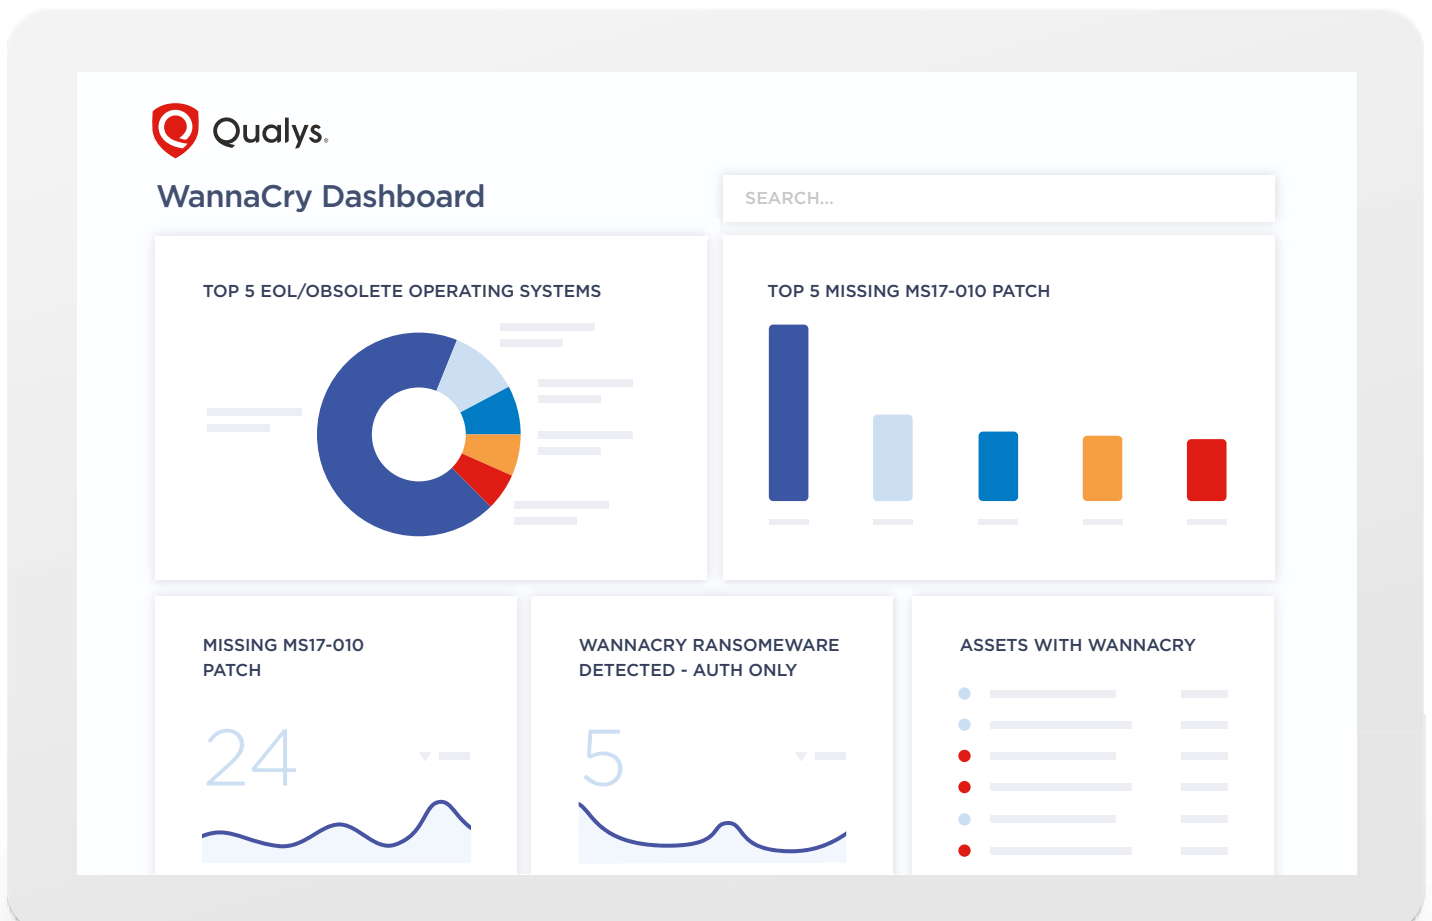 Qualys®
WannaCry Dashboard
SEARCH...
TOP 5 EOL/OBSOLETE OPERATING SYSTEMS
TOP 5 MISSING MS17-010 PATCH
MISSING MS17-010
PATCH
24
WANNACRY RANSOMEWARE
DETECTED - AUTH ONLY
5
ASSETS WITH WANNACRY